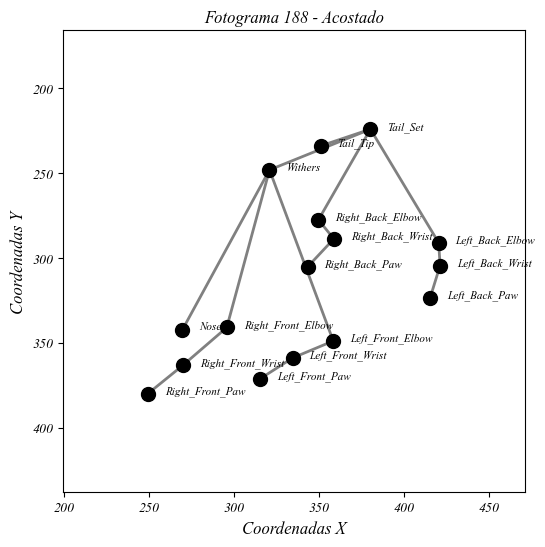 Fotograma 188 - Acostado
Coordenadas Y
200
250
300
350
400
Tail_Set
Tail_Tip
Withers
Right_Back_Elbow
Right_Back_Wrist
Left_Back_Elbow
Right_Back_Paw
Left_Back_Wrist
Left_Back_Paw
Nose
Right_Front_Elbow
Left_Front_Elbow
Left_Front_Wrist
Right_Front_Wrist
Left_Front_Paw
Right_Front_Paw
200
250
300
350
400
450
Coordenadas X